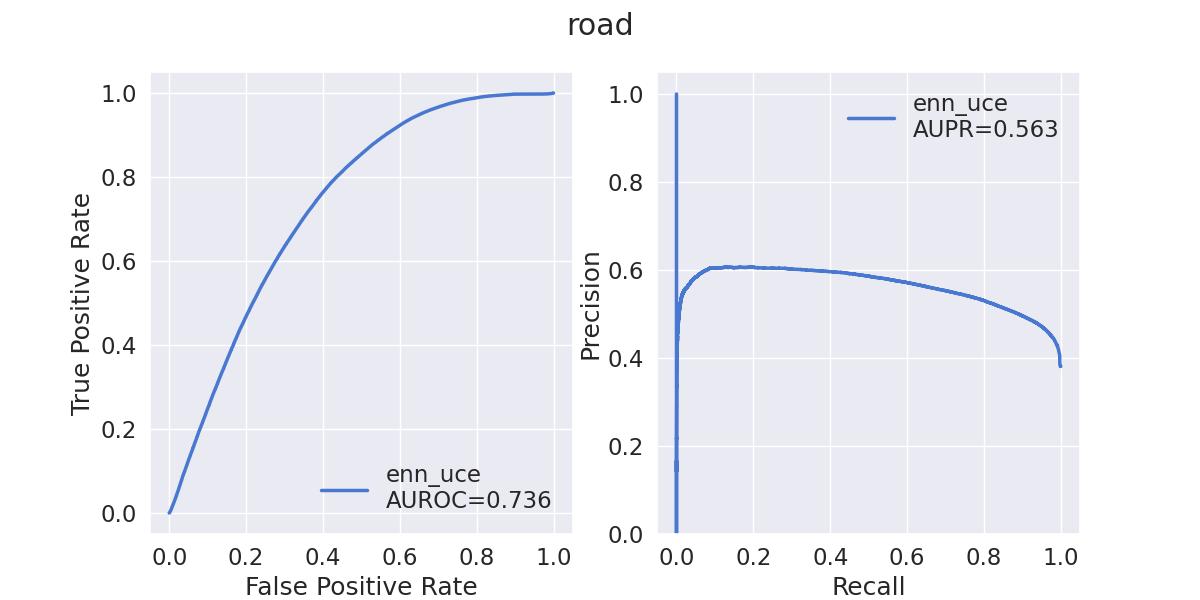 road
1.0
0.8
0.6
0.4
0.2
0.0
True Positive Rate
0.0 0.2 0.4 0.6 0.8 1.0
False Positive Rate
enn_uce
AUROC=0.736
1.0
0.8
0.6
0.4
0.2
0.0
Precision
0.0 0.2 0.4 0.6 0.8 1.0
Recall
enn_uce
AUPR=0.563